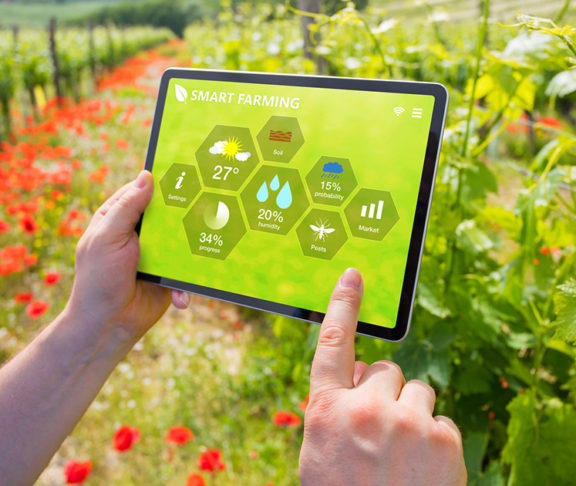 SMART FARMING
Soil
27°
15%
probability
i
Settings
20%
humidity
Market
34%
progress
Pests